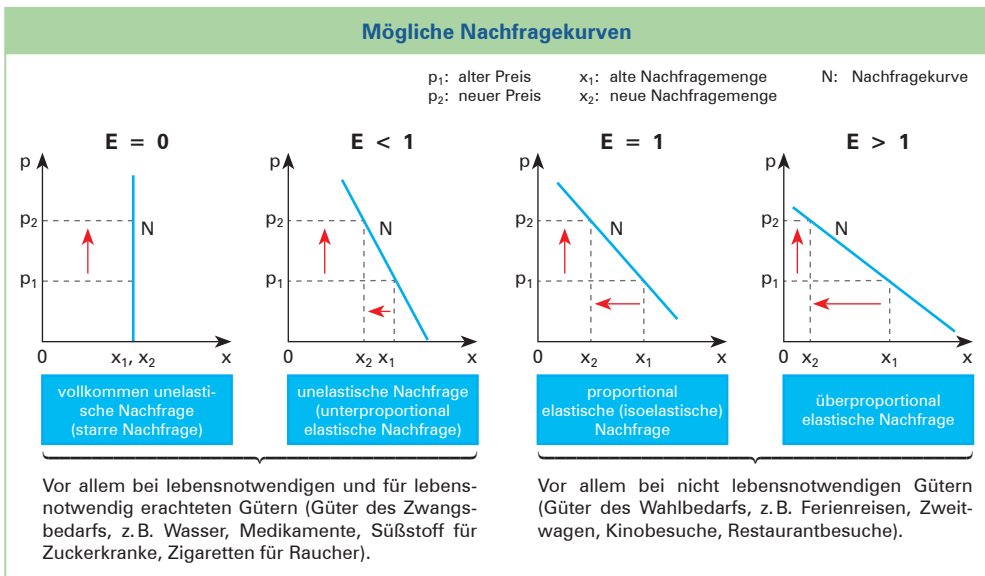 Mögliche Nachfragekurven
p₁: alter Preis x₁: alte Nachfragemenge N: Nachfragekurve
p₂: neuer Preis x₂: neue Nachfragemenge
E = 0
p
p₂
N
p₁
0 x₁, x₂ x
vollkommen unelasti-
sche Nachfrage
(starre Nachfrage)
E < 1
p
p₂
N
p₁
0 x₂ x₁ x
unelastische Nachfrage
(unterproportional
elastische Nachfrage)
E = 1
p
p₂
N
p₁
0 x₂ x₁ x
proportional
elastische (isoelastische)
Nachfrage
E > 1
p
p₂
N
p₁
0 x₂ x₁ x
überproportional
elastische Nachfrage
Vor allem bei lebensnotwendigen und für lebens-
notwendig erachteten Gütern (Güter des Zwangs-
bedarfs, z. B. Wasser, Medikamente, Süßstoff für
Zuckerkranke, Zigaretten für Raucher).
Vor allem bei nicht lebensnotwendigen Gütern
(Güter des Wahlbedarfs, z. B. Ferienreisen, Zweit-
wagen, Kinobesuche, Restaurantbesuche).